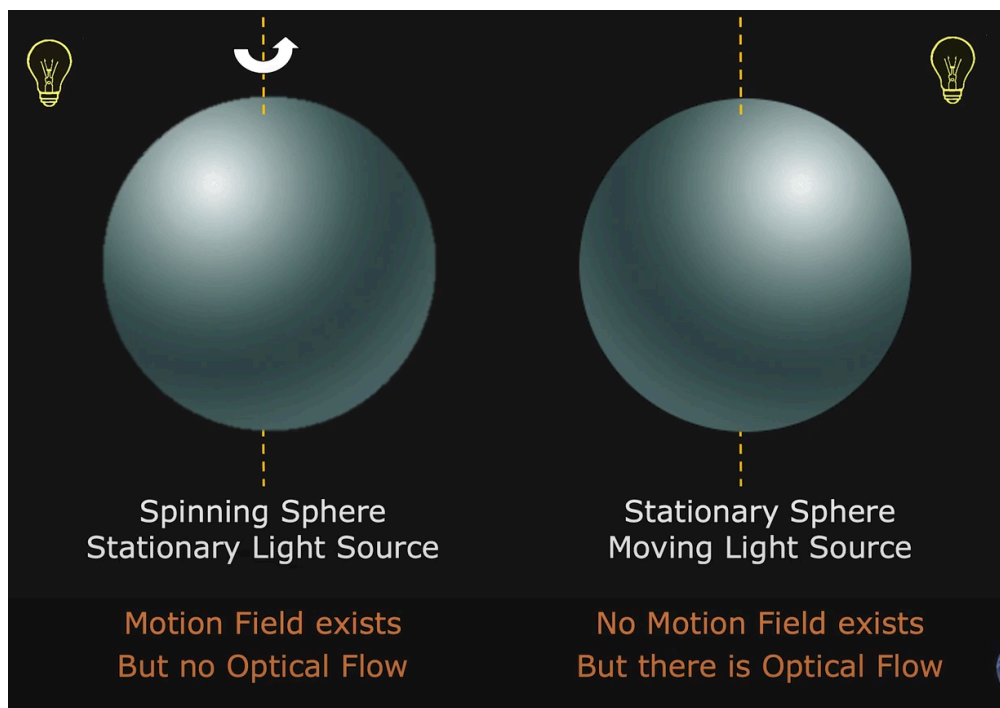 Spinning Sphere
Stationary Light Source
Motion Field exists
But no Optical Flow
Stationary Sphere
Moving Light Source
No Motion Field exists
But there is Optical Flow